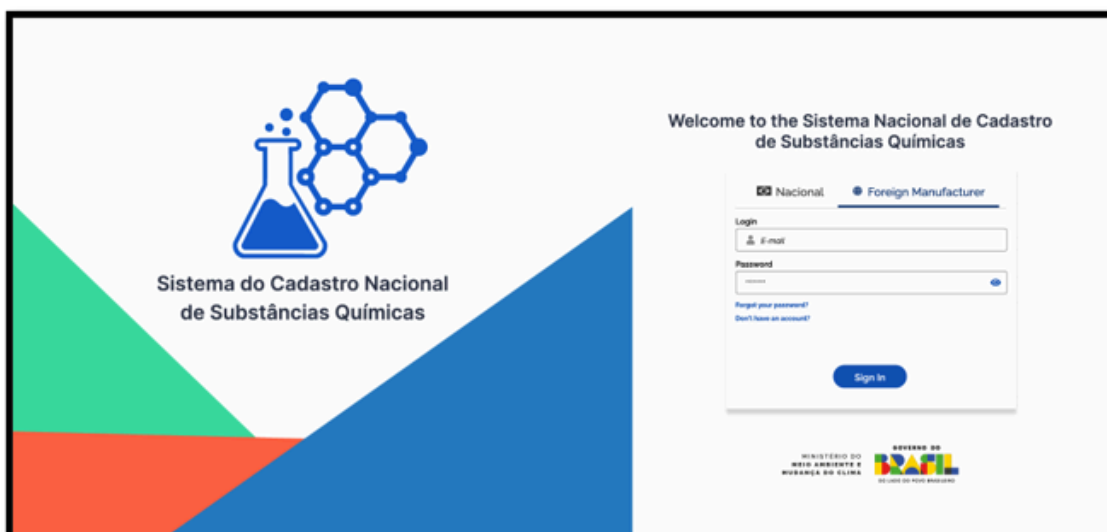 Sistema do Cadastro Nacional
de Substâncias Químicas
Welcome to the Sistema Nacional de Cadastro
de Substâncias Químicas
Nacional
Foreign Manufacturer
Login
E-mail
Password
Forgot your password?
Don't have an account?
Sign In
MINISTÉRIO DO
MEIO AMBIENTE E
MUDANÇA DO CLIMA
GOVERNO DO
BRASIL
DO LADO DO POVO BRASILEIRO